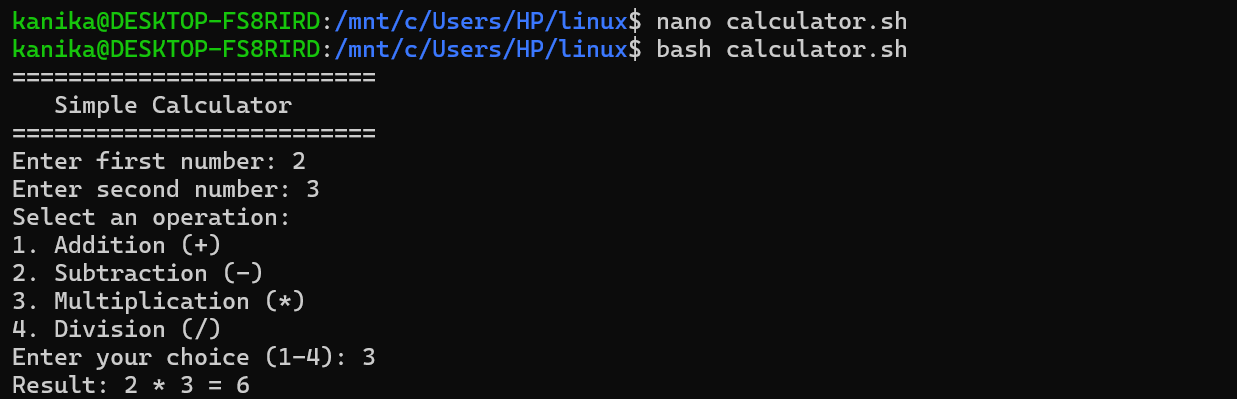 kanika@DESKTOP-FS8RIRD:/mnt/c/Users/HP/linux$ nano calculator.sh
kanika@DESKTOP-FS8RIRD:/mnt/c/Users/HP/linux$ bash calculator.sh
==========================
   Simple Calculator
==========================
Enter first number: 2
Enter second number: 3
Select an operation:
1. Addition (+)
2. Subtraction (-)
3. Multiplication (*)
4. Division (/)
Enter your choice (1-4): 3
Result: 2 * 3 = 6